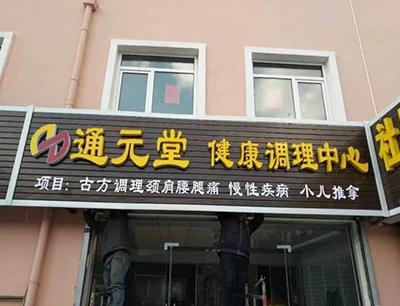 通元堂 健康调理中心
项目：古方调理颈肩腰腿痛 慢性疾病 小儿推拿
社